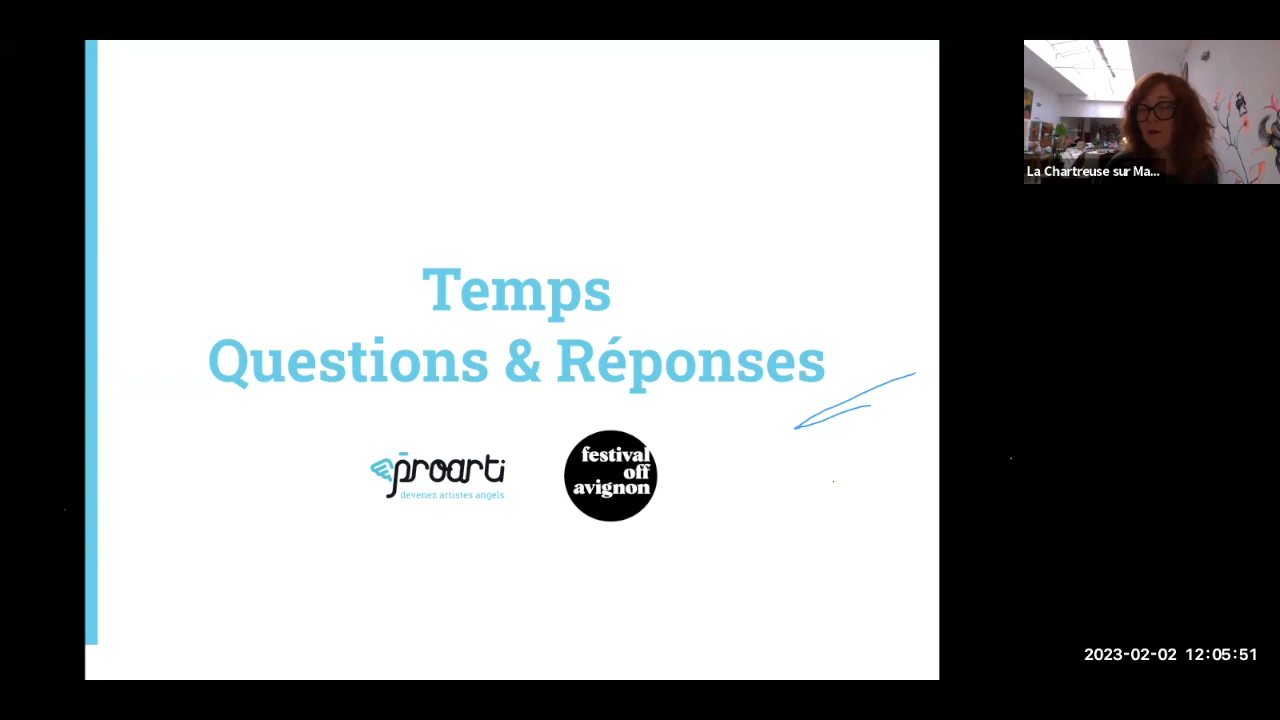 Temps
Questions & Réponses
proarti
devenez artistes angels
festival
off
avignon
La Chartreuse sur Ma...
2023-02-02 12:05:51